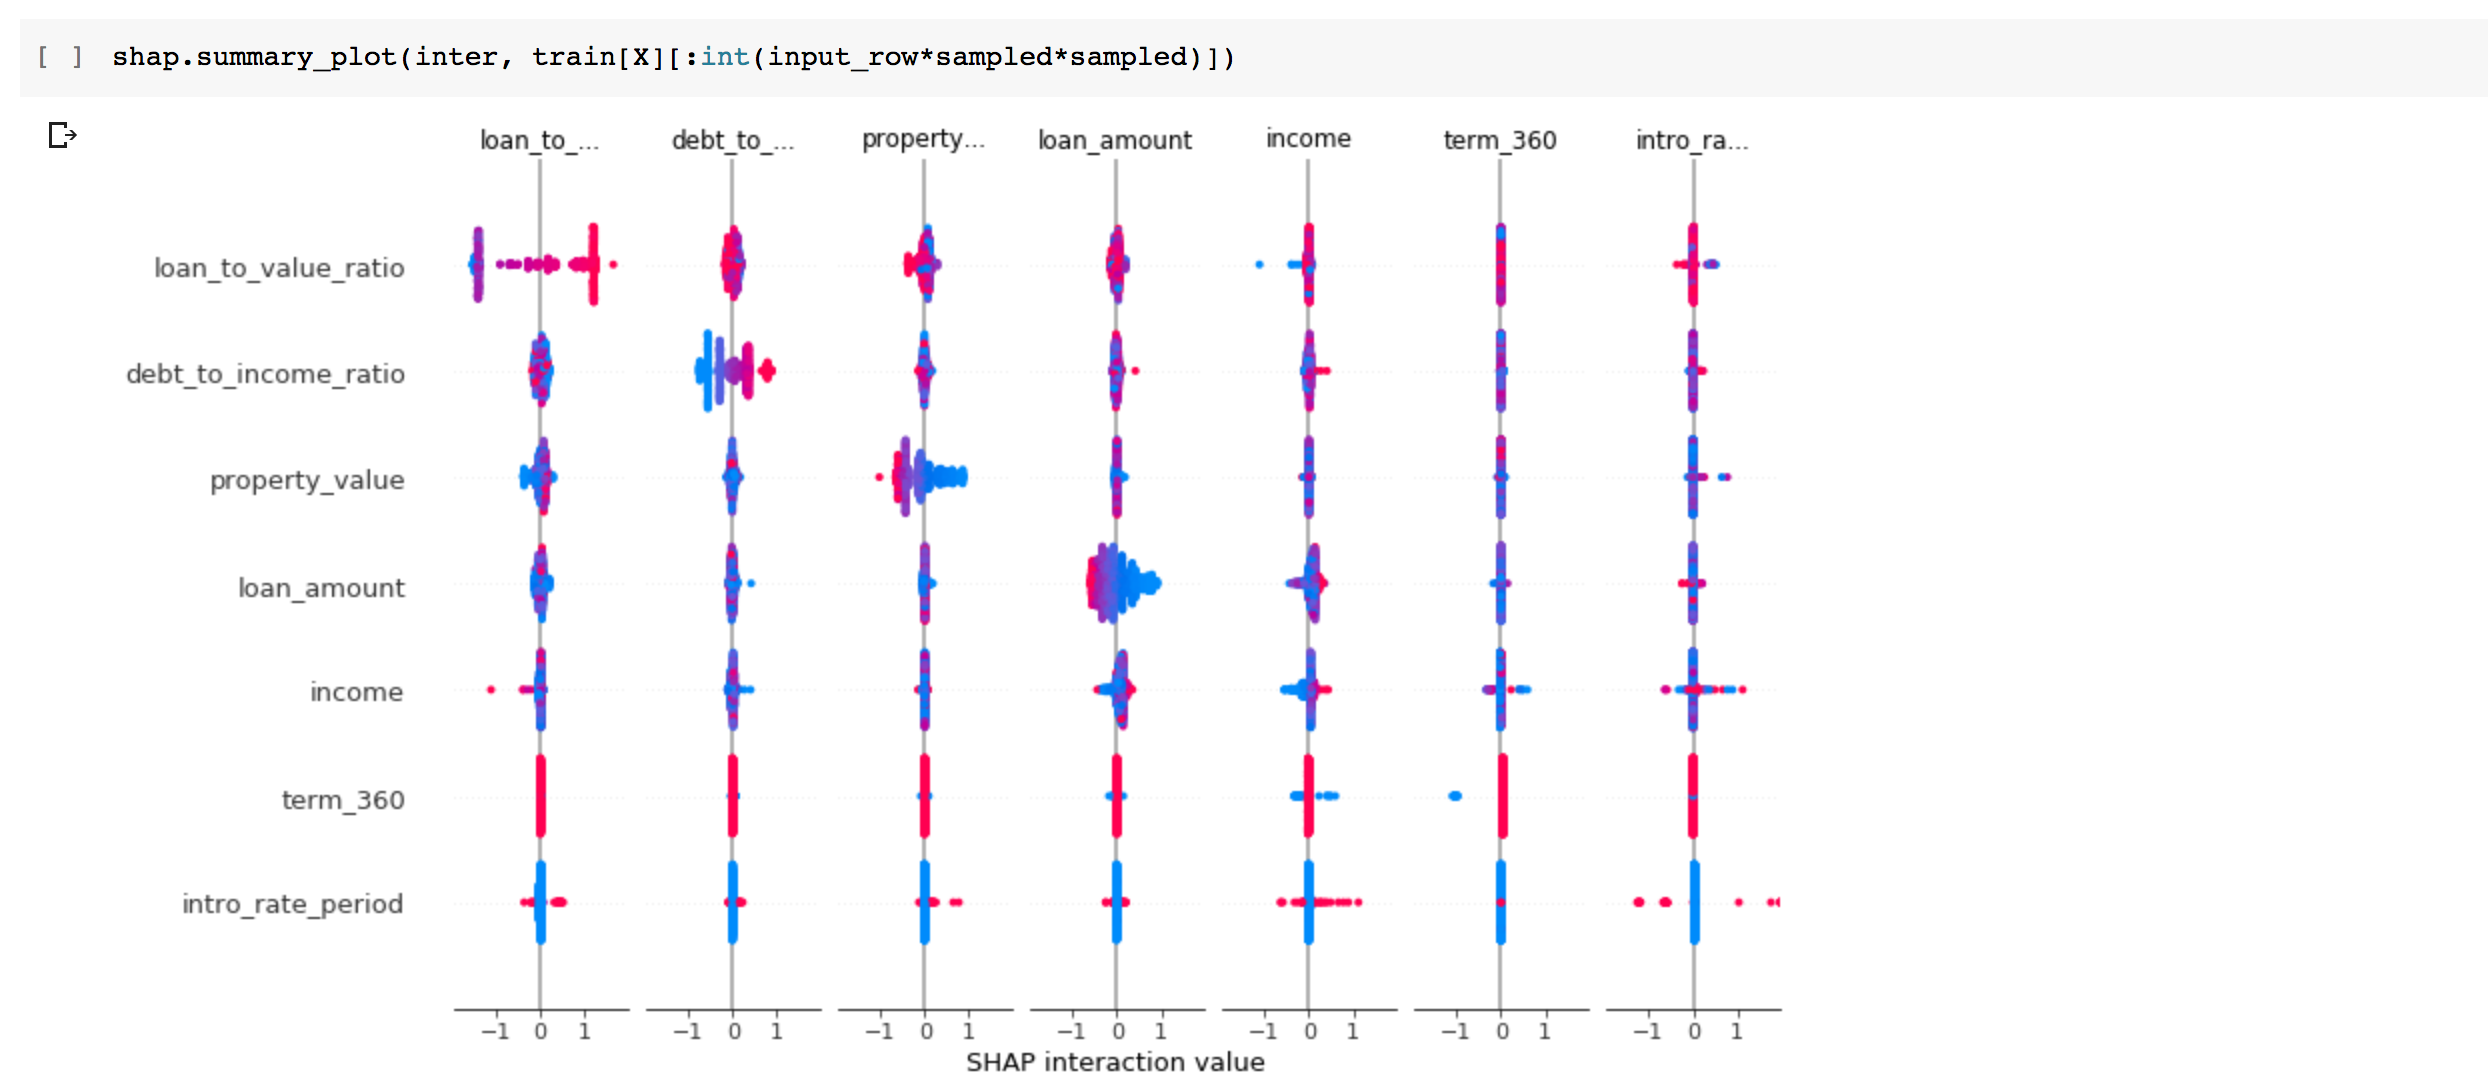 [ ] shap.summary_plot(inter, train[X][:int(input_row*sampled*sampled)])
loan_to_... debt_to_... property... loan_amount income term_360 intro_ra...
loan_to_value_ratio
debt_to_income_ratio
property_value
loan_amount
income
term_360
intro_rate_period
−1 0 1 −1 0 1 −1 0 1 −1 0 1 −1 0 1 −1 0 1 −1 0 1
SHAP interaction value